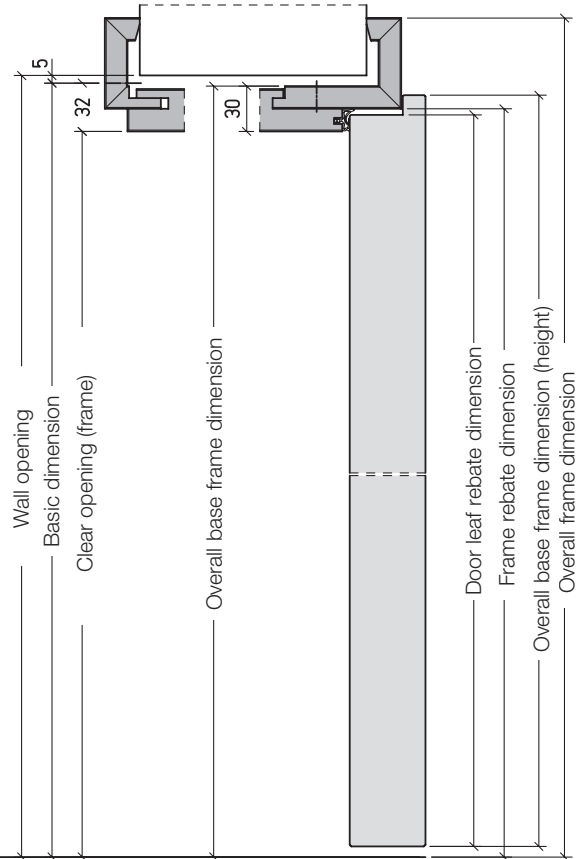 5
32
30
Wall opening
Basic dimension
Clear opening (frame)
Overall base frame dimension
Door leaf rebate dimension
Frame rebate dimension
Overall base frame dimension (height)
Overall frame dimension